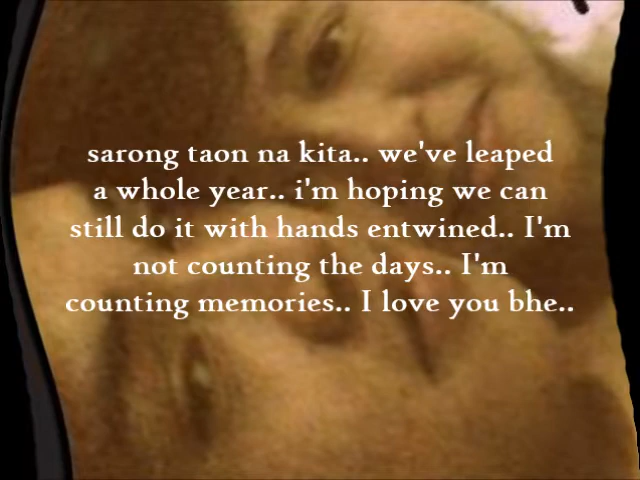 sarong taon na kita.. we've leaped
a whole year.. i'm hoping we can
still do it with hands entwined.. I'm
not counting the days.. I'm
counting memories.. I love you bhe..